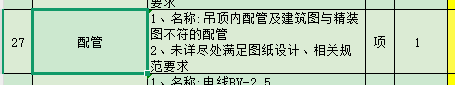 要求
27 配管 1、名称:吊顶内配管及建筑图与精装
图不符的配管
2、未详尽处满足图纸设计、相关规
范要求 项 1
1、名称:电线BV-2.5